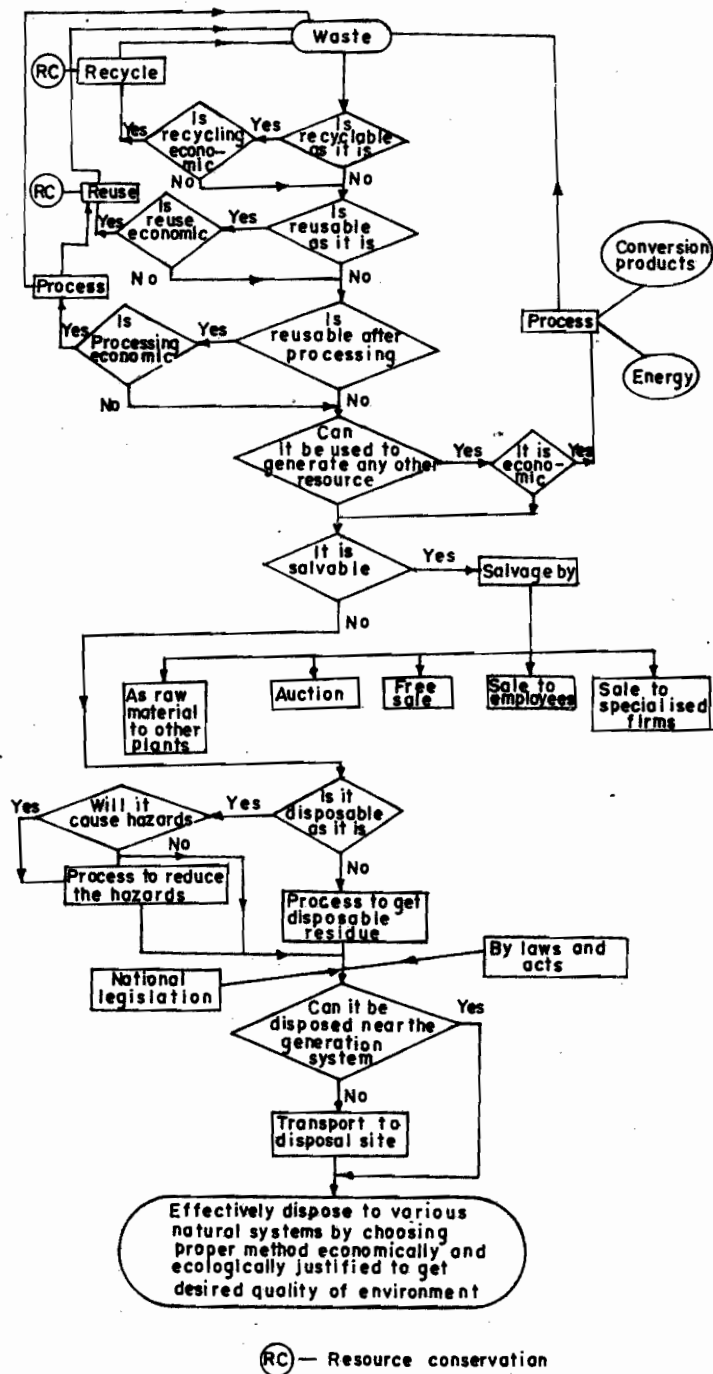 Waste
RC
Recycle
Is
recycling
econo-
mic
Yes
Yes
Is
recyclable
as it is
No
No
RC
Reuse
Yes
Is
reuse
economic
Yes
Is
reusable
as it is
No
No
Process
Yes
Is
Processing
economic
Yes
Is
reusable after
processing
No
No
Conversion
products
Process
Energy
Can
it be used to
generate any other
resource
Yes
It is
econo-
mic
Yes
It is
salvable
Yes
Salvage by
No
As raw
material
to other
plants
Auction
Free
sale
Sale to
employees
Sale to
specialised
firms
Yes
Will it
cause hazards
Yes
Is it
disposable
as it is
No
No
Process to reduce
the hazards
Process to get
disposable
residue
National
legislation
By laws and
acts
Can it be
disposed near the
generation
system
Yes
No
Transport to
disposal site
Effectively dispose to various
natural systems by choosing
proper method economically and
ecologically justified to get
desired quality of environment
RC — Resource conservation